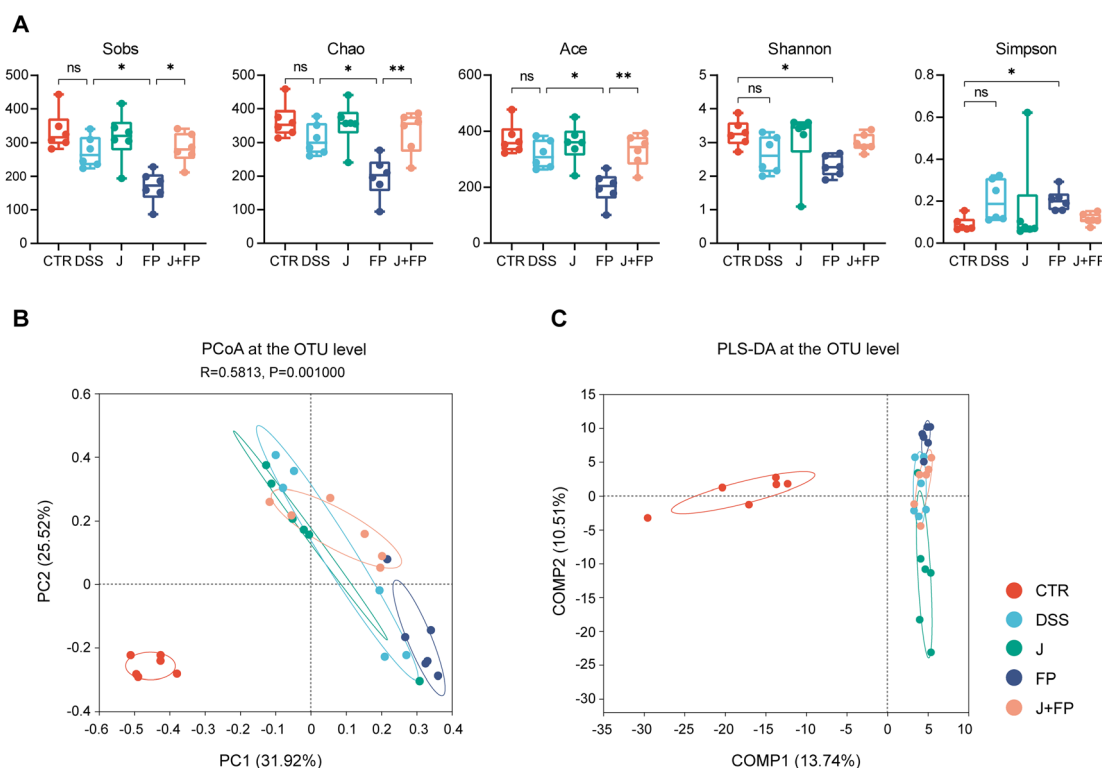 A
Sobs
500
400
300
200
100
0
ns
*
*
CTR DSS J FP J+FP
Chao
500
400
300
200
100
0
ns
*
**
CTR DSS J FP J+FP
Ace
600
400
200
0
ns
*
**
CTR DSS J FP J+FP
Shannon
5
4
3
2
1
0
*
ns
CTR DSS J FP J+FP
Simpson
0.8
0.6
0.4
0.2
0.0
*
ns
CTR DSS J FP J+FP
B
PCoA at the OTU level
R=0.5813, P=0.001000
PC2 (25.52%)
0.6
0.4
0.2
0
-0.2
-0.4
-0.6 -0.5 -0.4 -0.3 -0.2 -0.1 0 0.1 0.2 0.3 0.4
PC1 (31.92%)
C
PLS-DA at the OTU level
COMP2 (10.51%)
15
10
5
0
-5
-10
-15
-20
-25
-30
-35 -30 -25 -20 -15 -10 -5 0 5 10
COMP1 (13.74%)
CTR
DSS
J
FP
J+FP